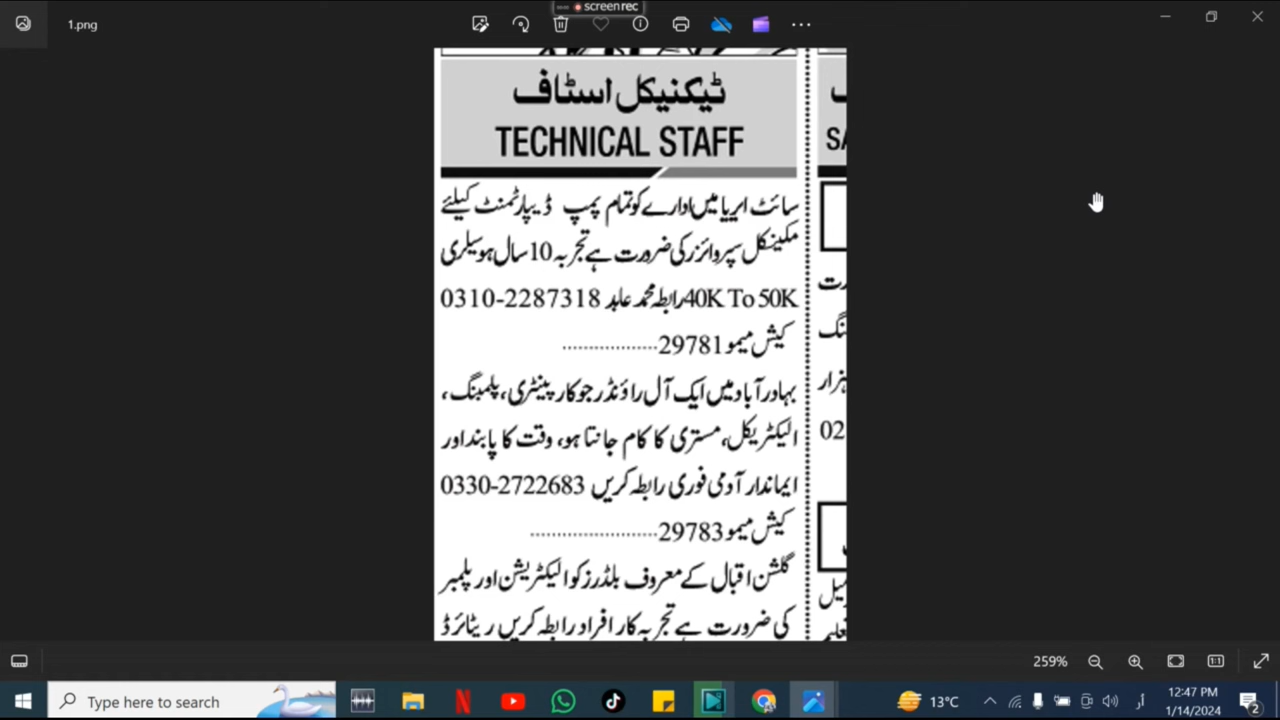 screenrec
1.png
ٹیکنیکل اسٹاف
TECHNICAL STAFF
SA
سائٹ ایریا میں ادارے کو تمام پمپ ڈیپارٹمنٹ کیلئے
مکینکل سپروائزر کی ضرورت ہے تجربہ 10 سال ہو سیلری
40K To 50K رابطہ محمد عابد 0310-2287318
کیش میمو 29781..................
بہادر آباد میں ایک آل راؤنڈر جو کارپینٹری، پلمبنگ،
الیکٹریکل، مستری کا کام جانتا ہو، وقت کا پابند اور
ایماندار آدمی فوری رابطہ کریں 0330-2722683
کیش میمو 29783........................
گلشن اقبال کے معروف بلڈرز کو الیکٹریشن اور پلمبر
کی ضرورت ہے تجربہ کار افراد رابطہ کریں ریٹائرڈ
02
259%
1:1
Type here to search
13°C
12:47 PM
1/14/2024
2